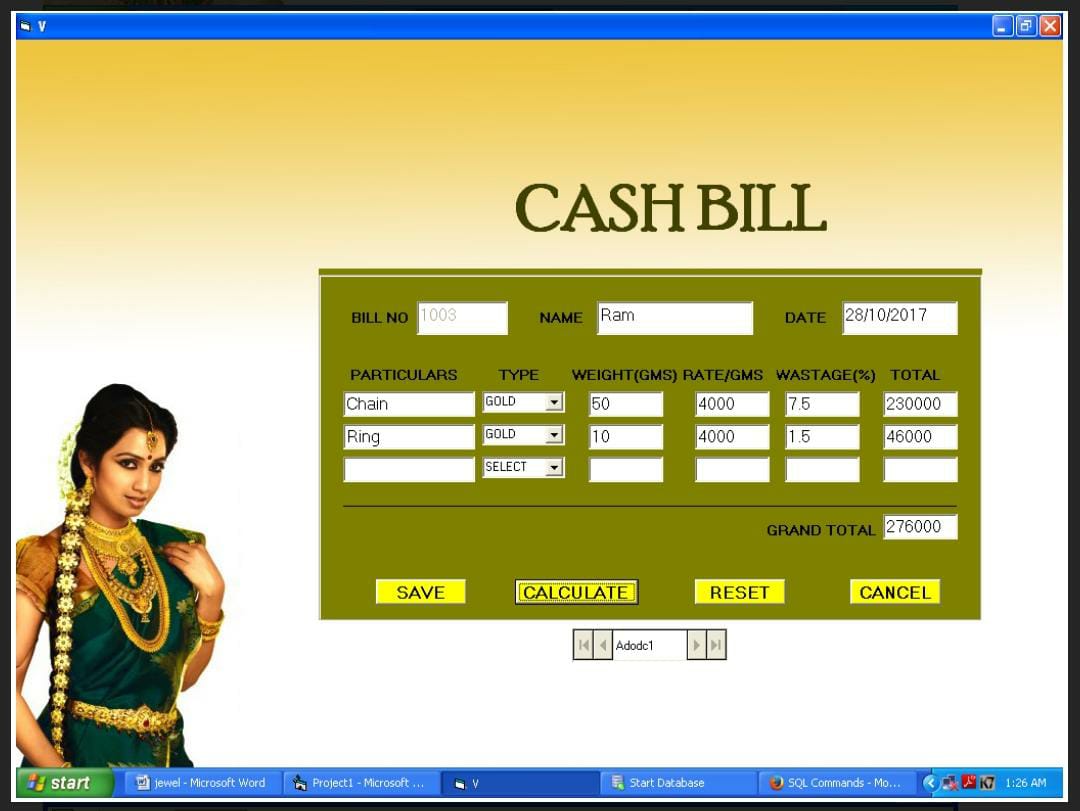 V
CASH BILL
BILL NO 1003 NAME Ram DATE 28/10/2017
PARTICULARS TYPE WEIGHT(GMS) RATE/GMS WASTAGE(%) TOTAL
Chain GOLD 50 4000 7.5 230000
Ring GOLD 10 4000 1.5 46000
SELECT
GRAND TOTAL 276000
SAVE CALCULATE RESET CANCEL
Adodc1
start jewel - Microsoft Word Project1 - Microsoft ... V Start Database SQL Commands - Mo... 1:26 AM